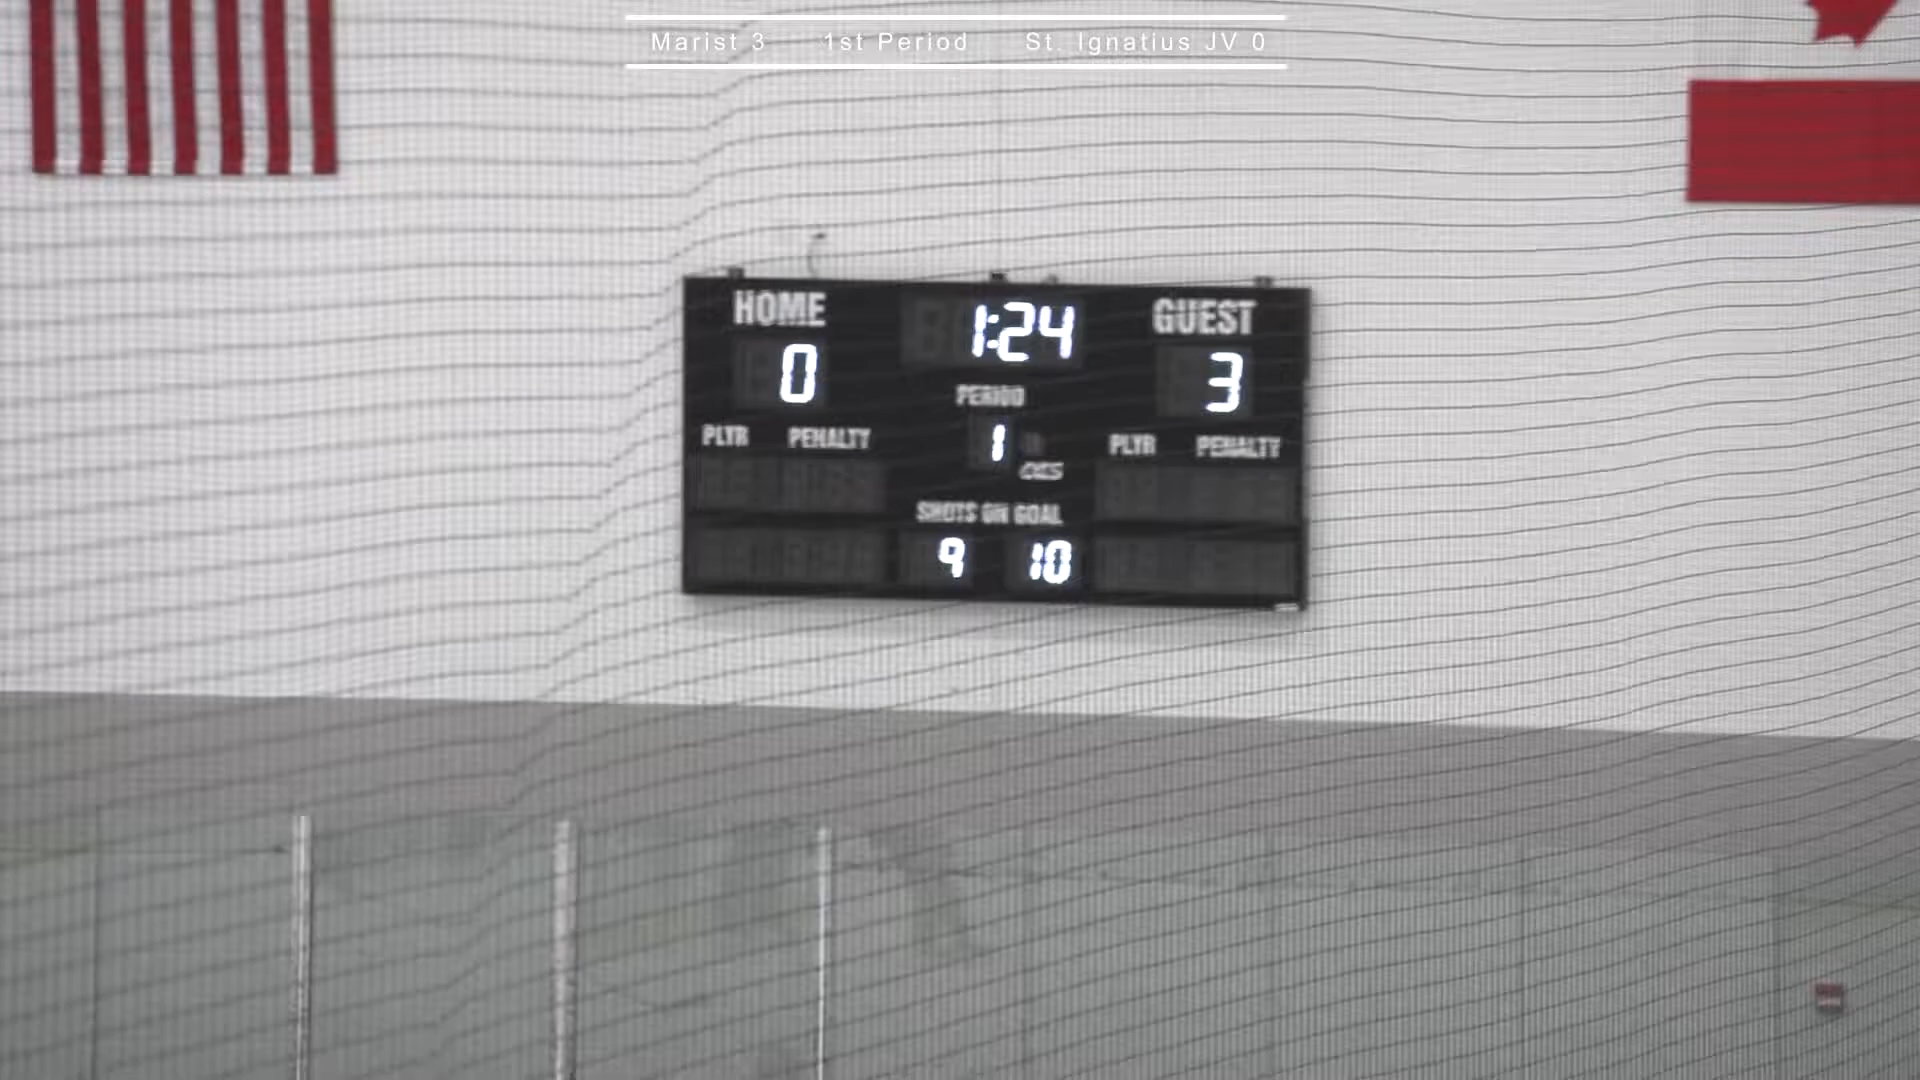 Marist 3 1st Period St. Ignatius JV 0
HOME 1:24 GUEST
0 3
PERIOD
PLYR PENALTY 1 PLYR PENALTY
SHOTS ON GOAL
9 10